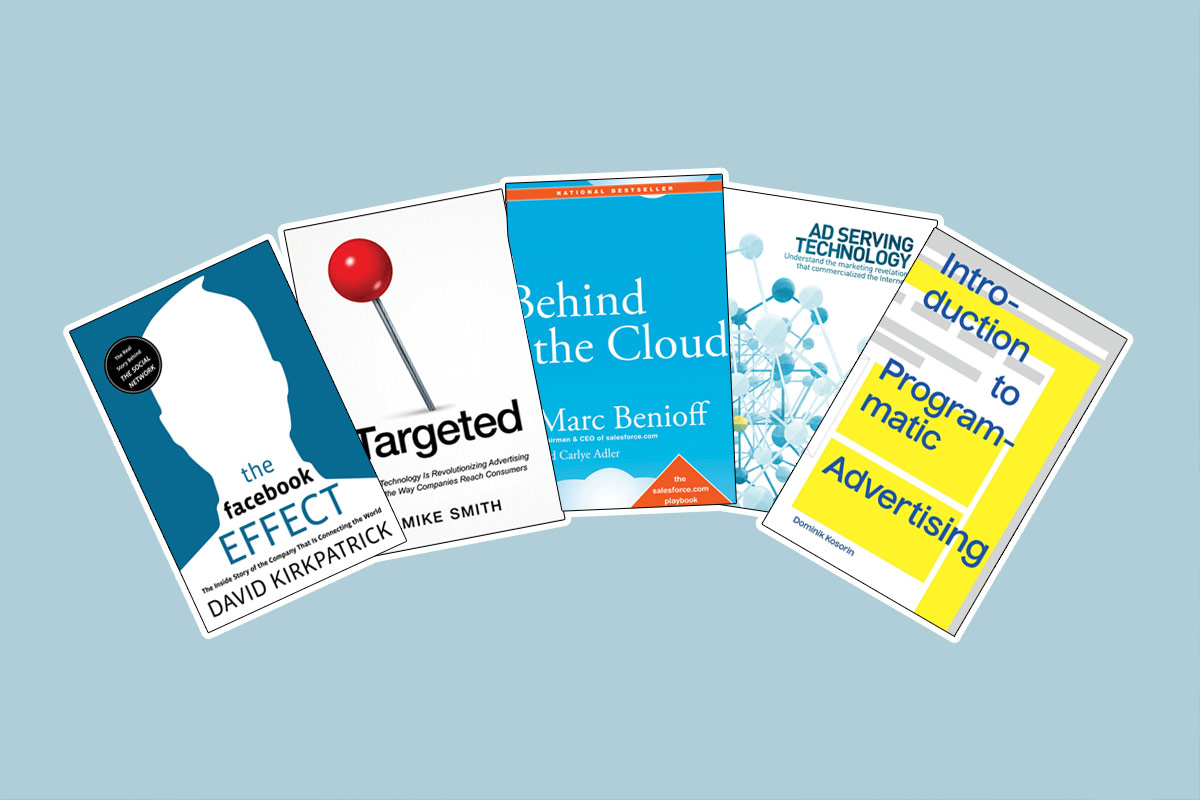 The Real
Story Behind
THE SOCIAL
NETWORK
the
facebook
EFFECT
The Inside Story of the Company That Is Connecting the World
DAVID KIRKPATRICK
Targeted
Technology Is Revolutionizing Advertising
the Way Companies Reach Consumers
MIKE SMITH
NATIONAL BESTSELLER
Behind
the Cloud
Marc Benioff
& CEO of salesforce.com
Carlye Adler
the
salesforce.com
playbook
AD SERVING
TECHNOLOGY
Understand the marketing revelation
that commercialized the Internet
Intro-
duction
to
Program-
matic
Advertising
Dominik Kosorin